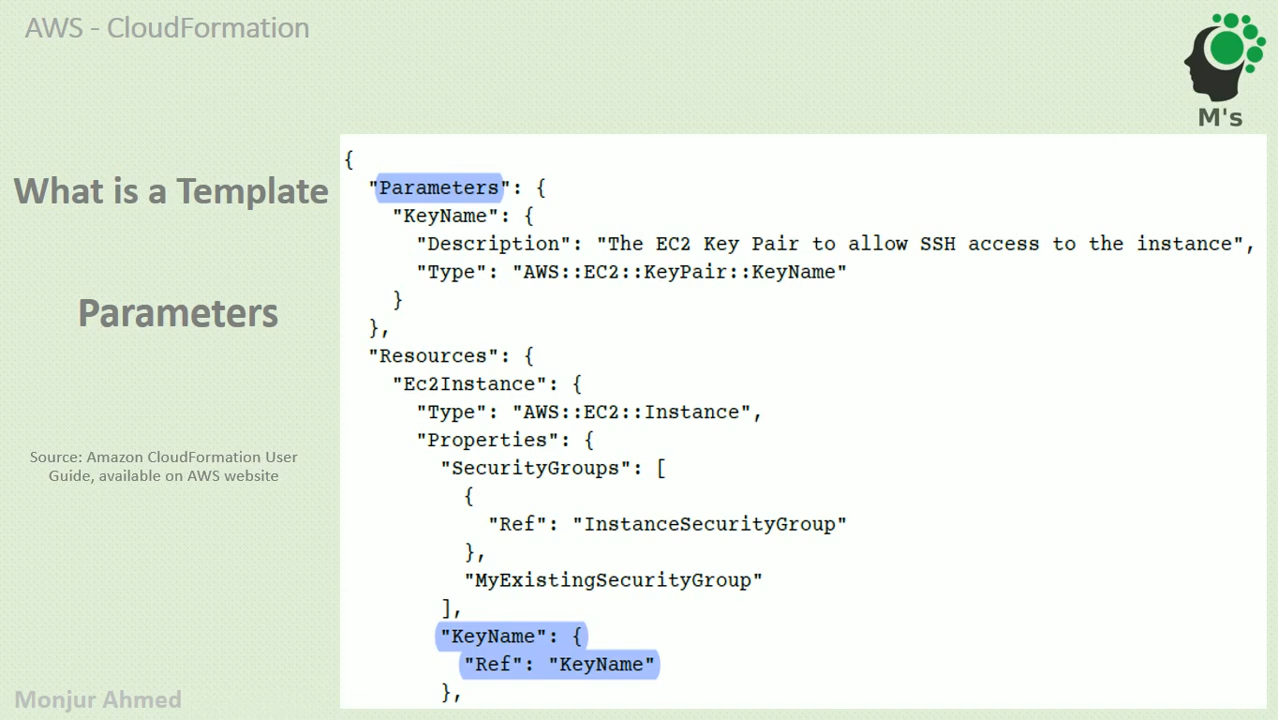 AWS - CloudFormation
M's
What is a Template
Parameters
Source: Amazon CloudFormation User
Guide, available on AWS website
{
  "Parameters": {
    "KeyName": {
      "Description": "The EC2 Key Pair to allow SSH access to the instance",
      "Type": "AWS::EC2::KeyPair::KeyName"
    }
  },
  "Resources": {
    "Ec2Instance": {
      "Type": "AWS::EC2::Instance",
      "Properties": {
        "SecurityGroups": [
          {
            "Ref": "InstanceSecurityGroup"
          },
          "MyExistingSecurityGroup"
        ],
        "KeyName": {
          "Ref": "KeyName"
        },
Monjur Ahmed